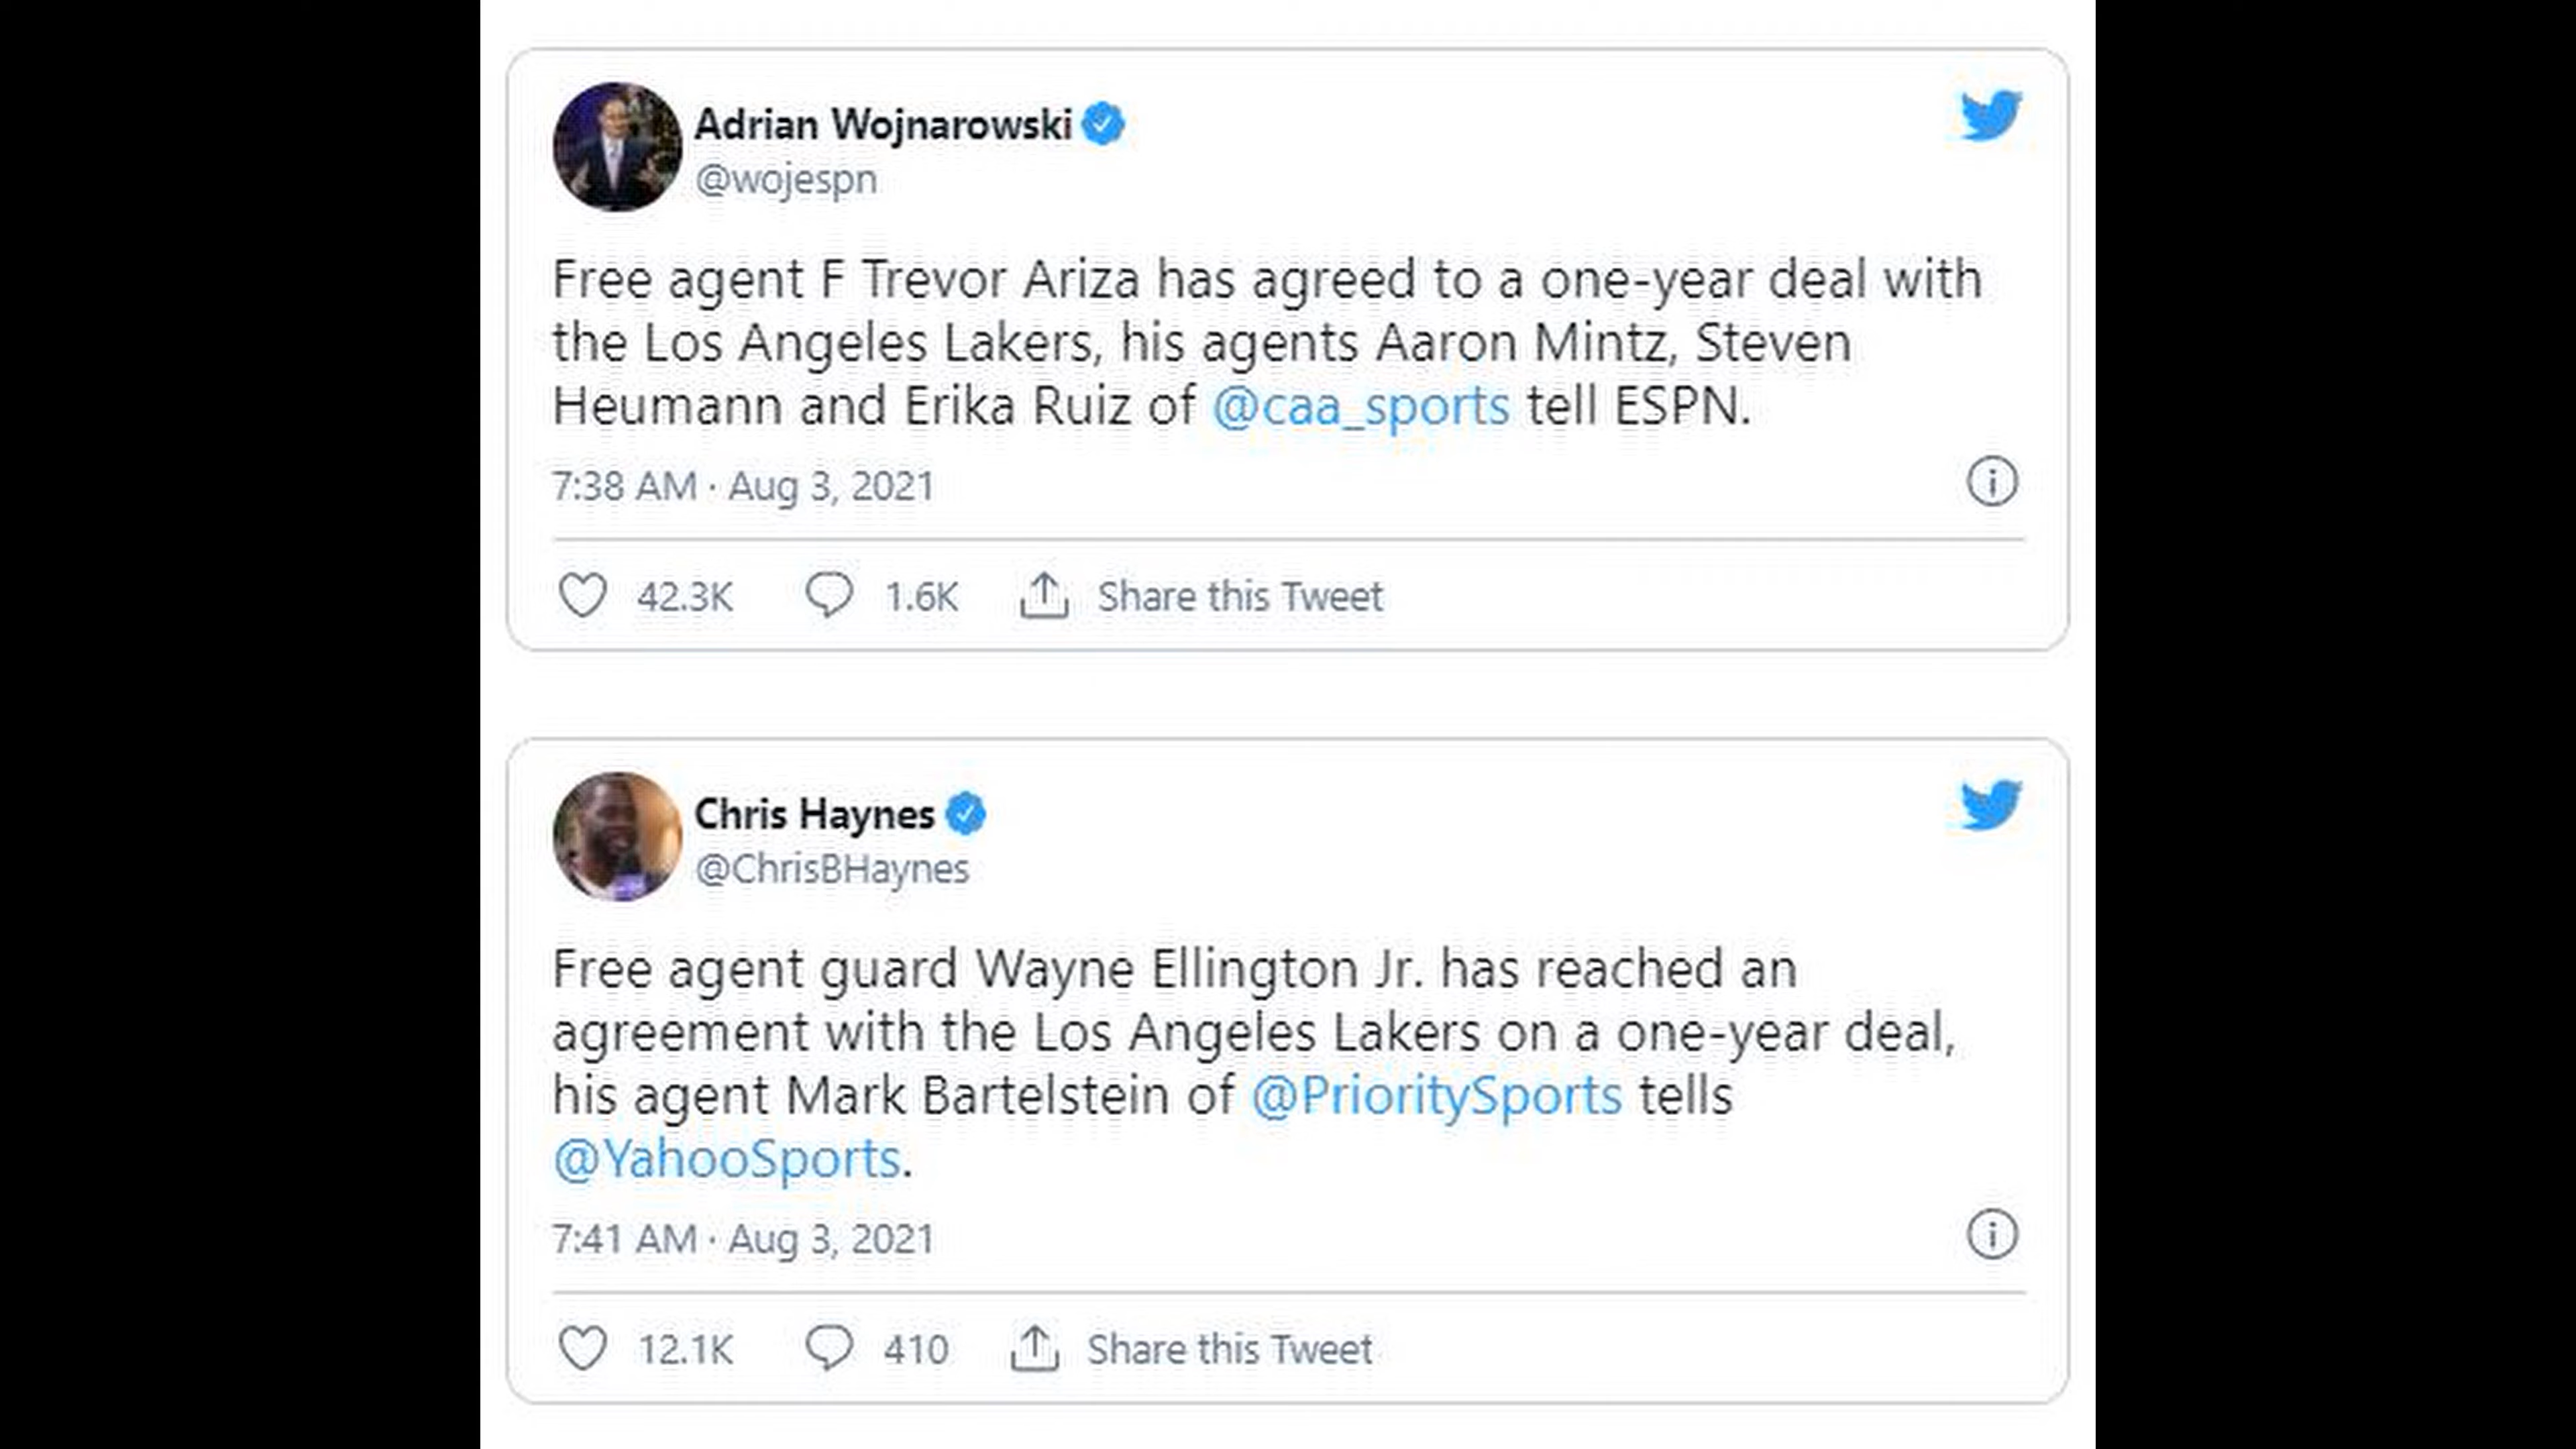 Adrian Wojnarowski
@wojespn
Free agent F Trevor Ariza has agreed to a one-year deal with
the Los Angeles Lakers, his agents Aaron Mintz, Steven
Heumann and Erika Ruiz of @caa_sports tell ESPN.
7:38 AM · Aug 3, 2021
42.3K 1.6K Share this Tweet
Chris Haynes
@ChrisBHaynes
Free agent guard Wayne Ellington Jr. has reached an
agreement with the Los Angeles Lakers on a one-year deal,
his agent Mark Bartelstein of @PrioritySports tells
@YahooSports.
7:41 AM · Aug 3, 2021
12.1K 410 Share this Tweet